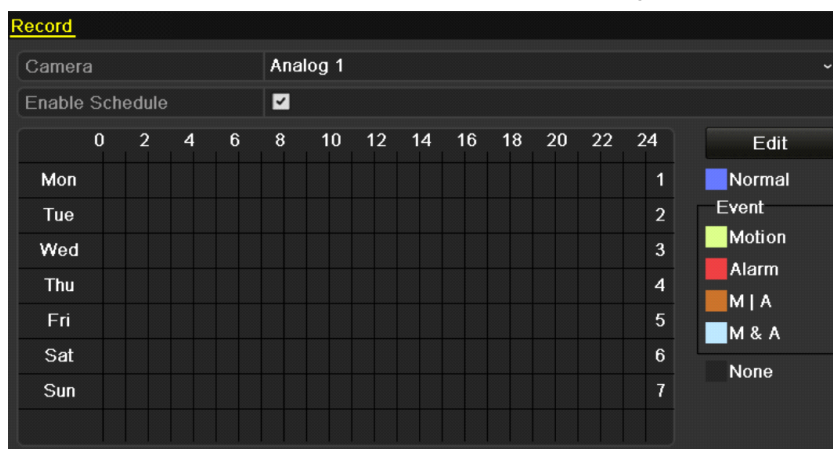 Record
Camera Analog 1
Enable Schedule
0 2 4 6 8 10 12 14 16 18 20 22 24
Edit
Mon 1
Normal
Tue 2
Event
Motion
Wed 3
Alarm
Thu 4
M | A
Fri 5
M & A
Sat 6
None
Sun 7